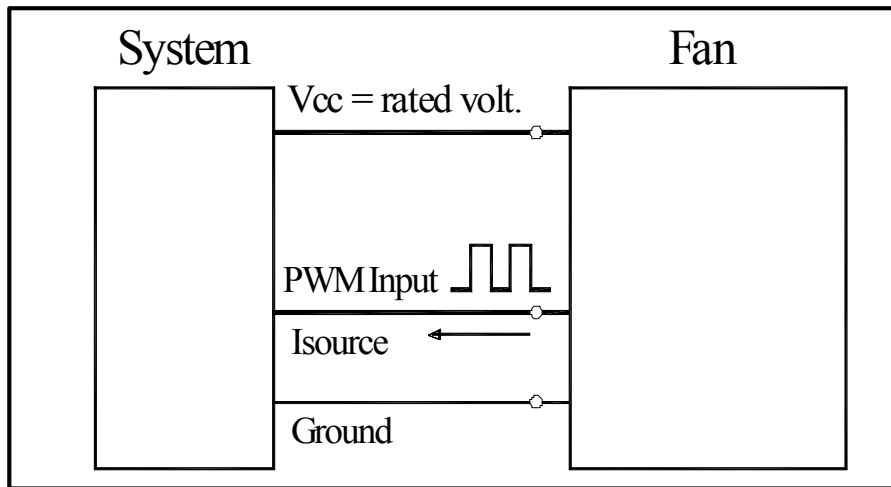 System
Fan
Vcc = rated volt.
PWM Input
Isource
Ground